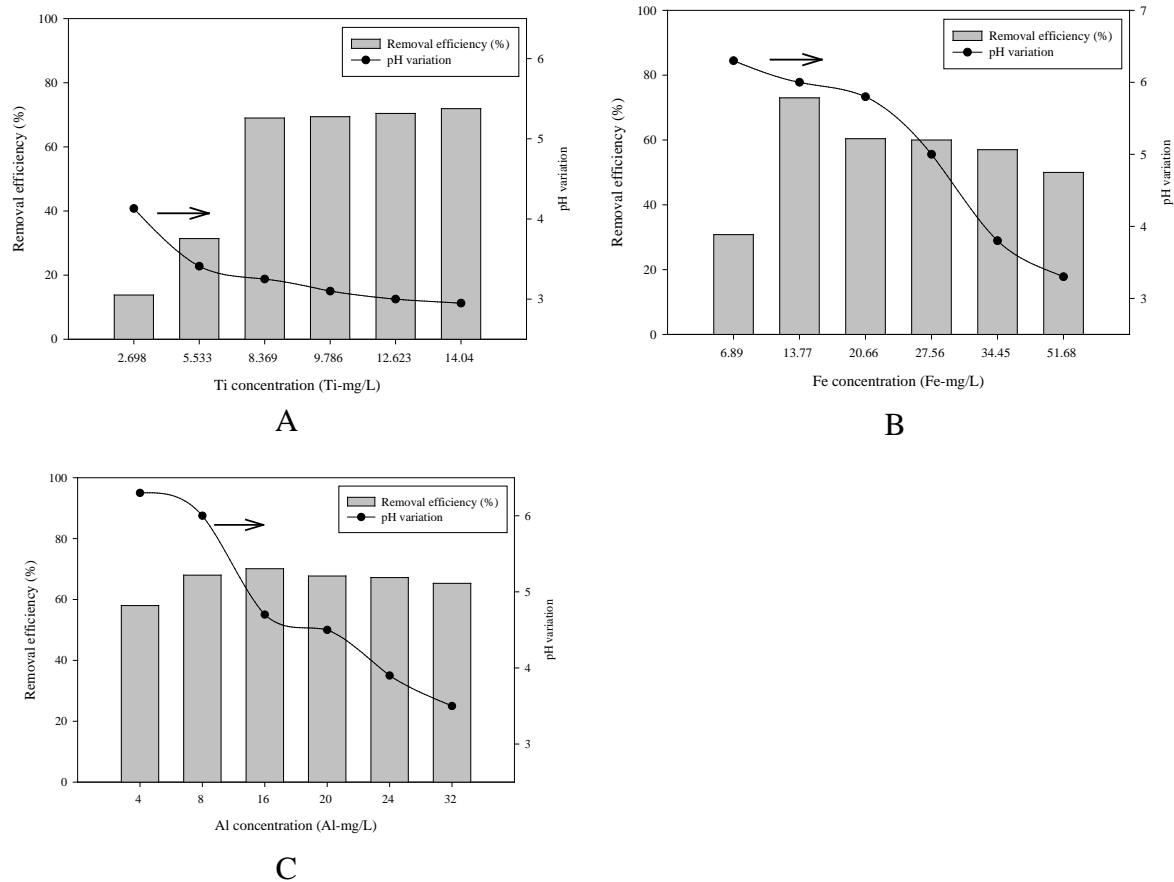 100
80
60
40
20
0
Removal efficiency (%)
Removal efficiency (%)
pH variation
6
5
4
3
pH variation
2.698 5.533 8.369 9.786 12.623 14.04
Ti concentration (Ti-mg/L)
A
100
80
60
40
20
0
Removal efficiency (%)
Removal efficiency (%)
pH variation
7
6
5
4
3
pH variation
6.89 13.77 20.66 27.56 34.45 51.68
Fe concentration (Fe-mg/L)
B
100
80
60
40
20
0
Removal efficiency (%)
Removal efficiency (%)
pH variation
6
5
4
3
pH variation
4 8 16 20 24 32
Al concentration (Al-mg/L)
C